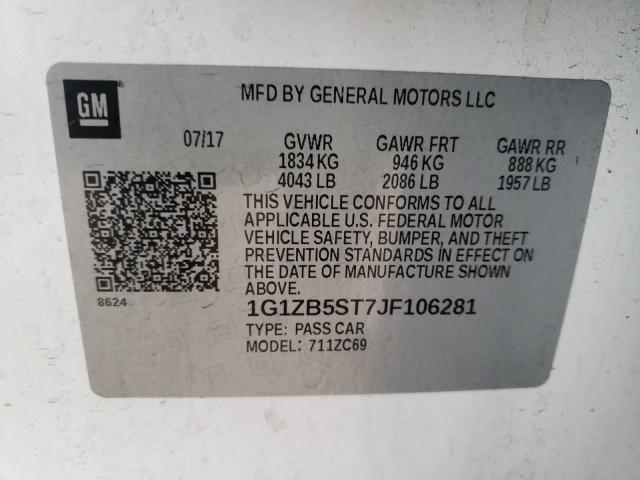 GM
MFD BY GENERAL MOTORS LLC
07/17 GVWR GAWR FRT GAWR RR
1834 KG 946 KG 888 KG
4043 LB 2086 LB 1957 LB
THIS VEHICLE CONFORMS TO ALL
APPLICABLE U.S. FEDERAL MOTOR
VEHICLE SAFETY, BUMPER, AND THEFT
PREVENTION STANDARDS IN EFFECT ON
THE DATE OF MANUFACTURE SHOWN
ABOVE.
8624
1G1ZB5ST7JF106281
TYPE: PASS CAR
MODEL: 711ZC69